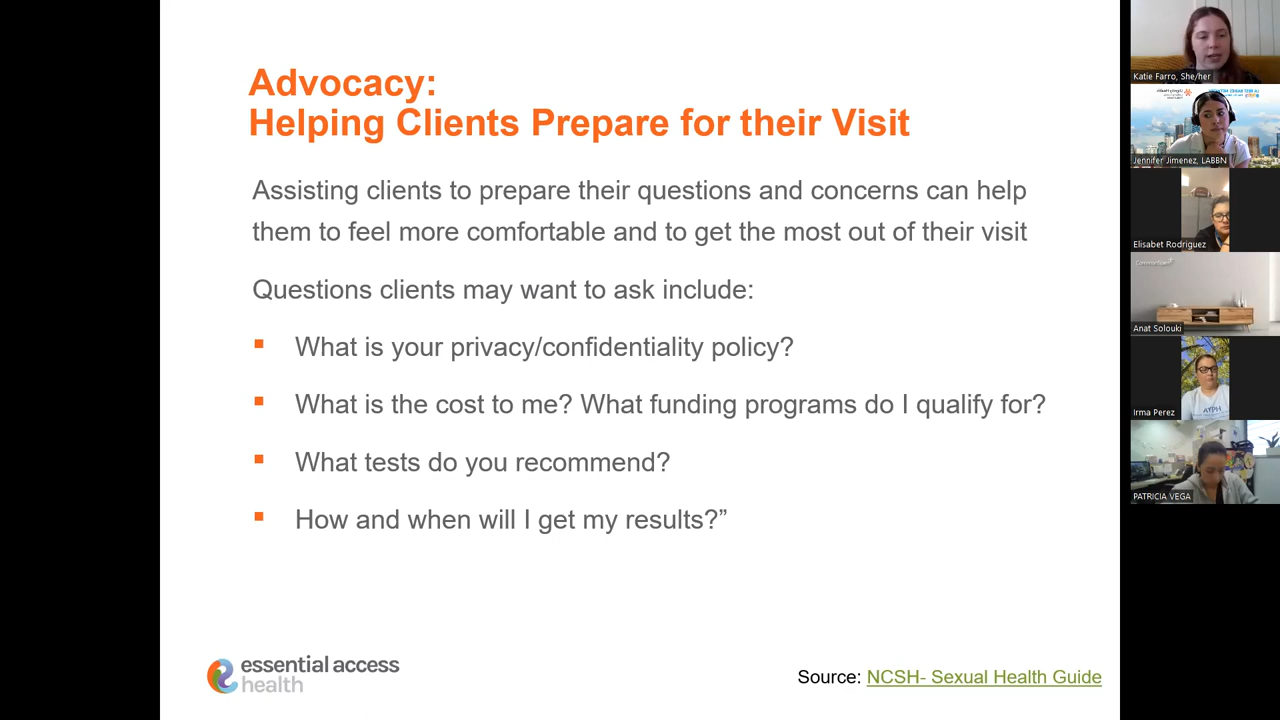 Advocacy:
Helping Clients Prepare for their Visit
Assisting clients to prepare their questions and concerns can help
them to feel more comfortable and to get the most out of their visit
Questions clients may want to ask include:
What is your privacy/confidentiality policy?
What is the cost to me? What funding programs do I qualify for?
What tests do you recommend?
How and when will I get my results?”
essential access
health
Source: NCSH- Sexual Health Guide
Katie Farro, She/her
Jennifer Jimenez, LABBN
Elisabet Rodriguez
Anat Solouki
Irma Perez
PATRICIA VEGA